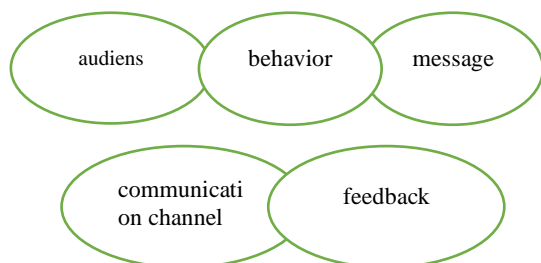 audiens
behavior
message
communicati
on channel
feedback